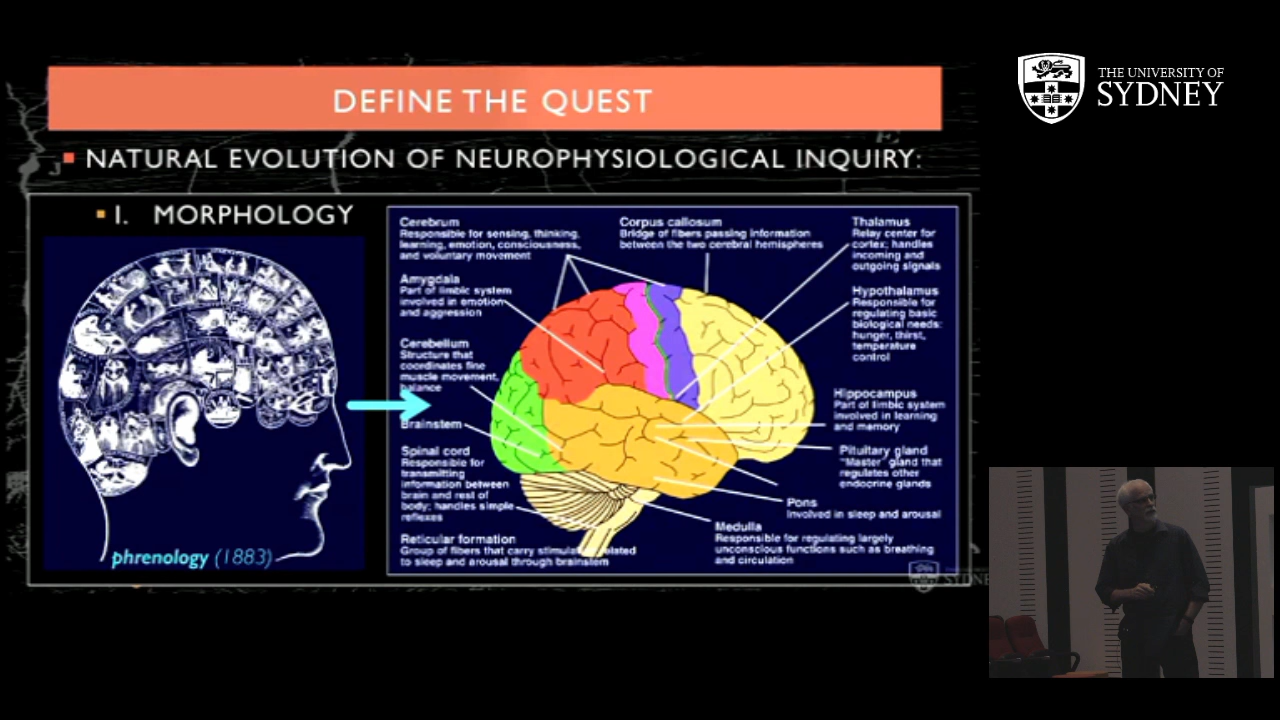 DEFINE THE QUEST
THE UNIVERSITY OF
SYDNEY
NATURAL EVOLUTION OF NEUROPHYSIOLOGICAL INQUIRY:
I. MORPHOLOGY
phrenology (1883)
Cerebrum
Responsible for sensing, thinking,
learning, emotion, consciousness,
and voluntary movement
Amygdala
Part of limbic system
involved in emotion
and aggression
Cerebellum
Structure that
coordinates fine
muscle movement,
balance
Brainstem
Spinal cord
Responsible for
transmitting
information between
brain and rest of
body; handles simple
reflexes
Reticular formation
Group of fibers that carry stimulation related
to sleep and arousal through brainstem
Corpus callosum
Bridge of fibers passing information
between the two cerebral hemispheres
Thalamus
Relay center for
cortex; handles
incoming and
outgoing signals
Hypothalamus
Responsible for
regulating basic
biological needs:
hunger, thirst,
temperature
control
Hippocampus
Part of limbic system
involved in learning
and memory
Pituitary gland
"Master" gland that
regulates other
endocrine glands
Pons
Involved in sleep and arousal
Medulla
Responsible for regulating largely
unconscious functions such as breathing
and circulation
SYDNEY